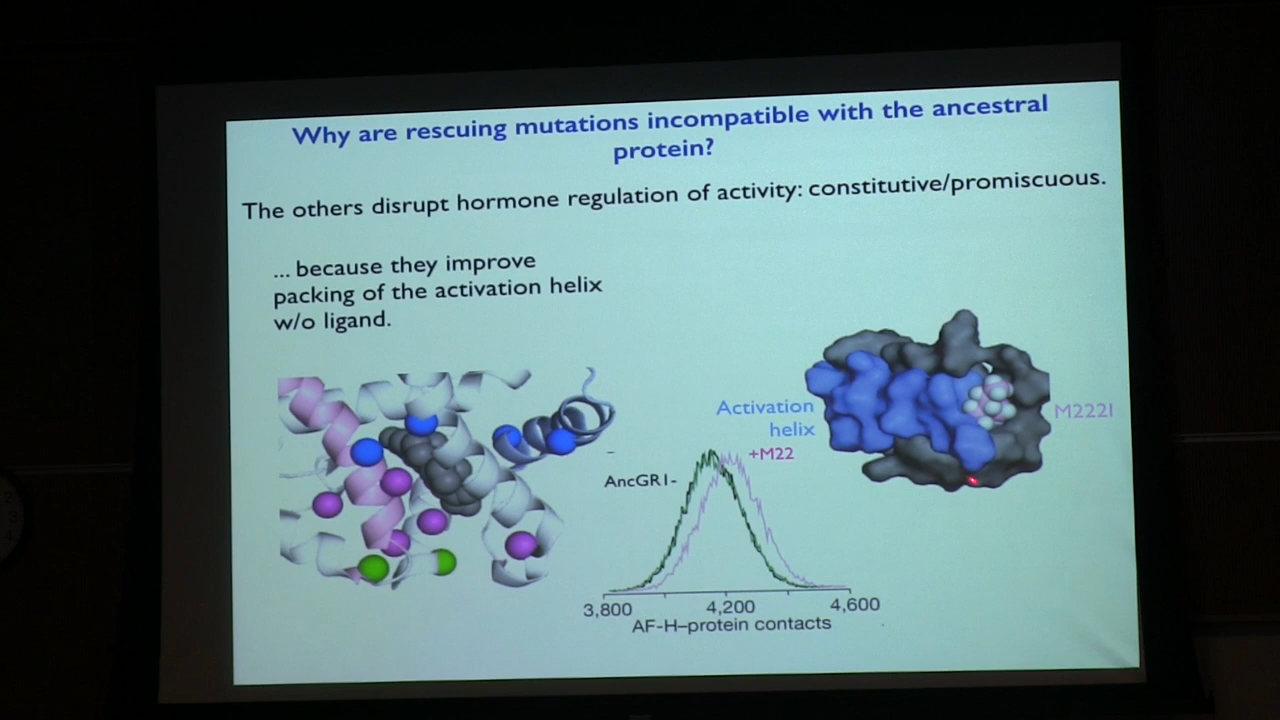 Why are rescuing mutations incompatible with the ancestral
protein?
The others disrupt hormone regulation of activity: constitutive/promiscuous.
... because they improve
packing of the activation helix
w/o ligand.
Activation
helix
M222I
+M22
AncGR1-
3,800 4,200 4,600
AF-H–protein contacts